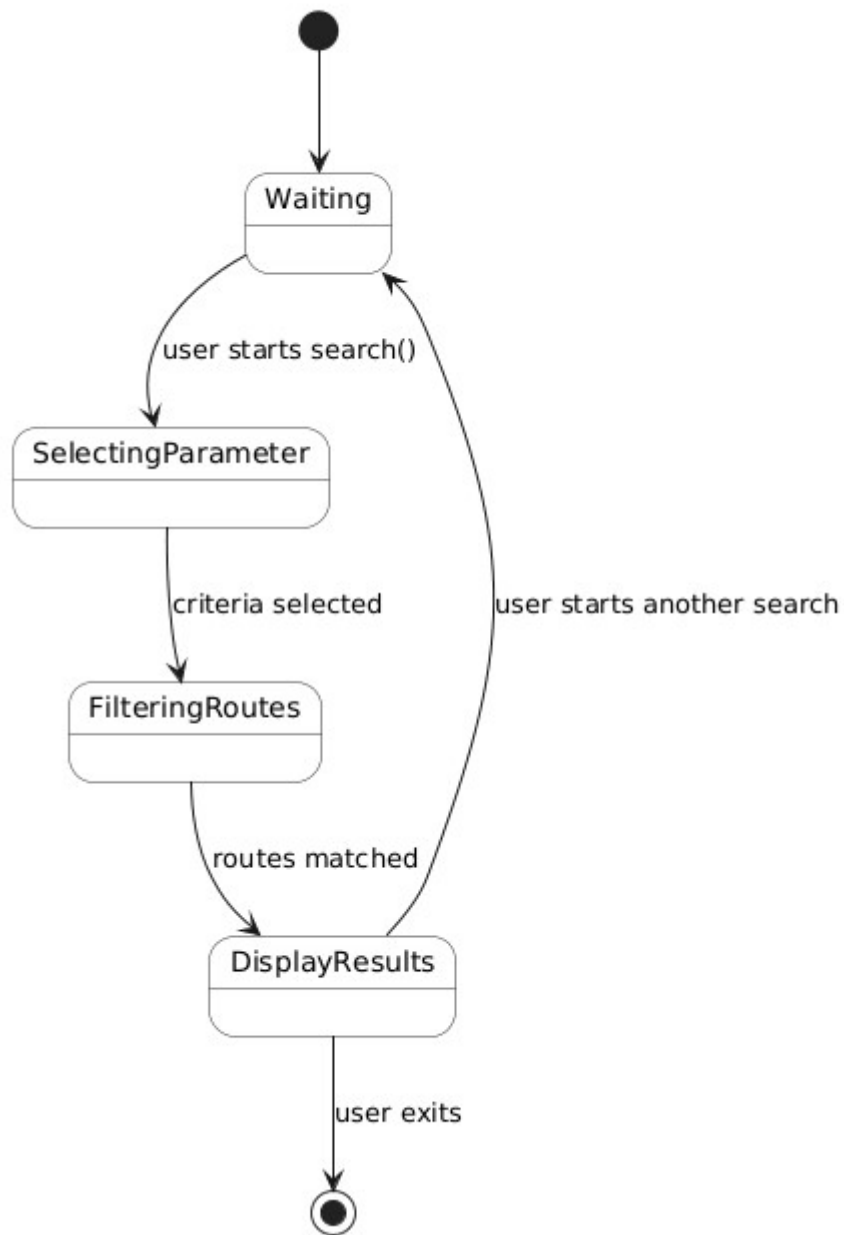 Waiting
user starts search()
SelectingParameter
criteria selected
user starts another search
FilteringRoutes
routes matched
DisplayResults
user exits